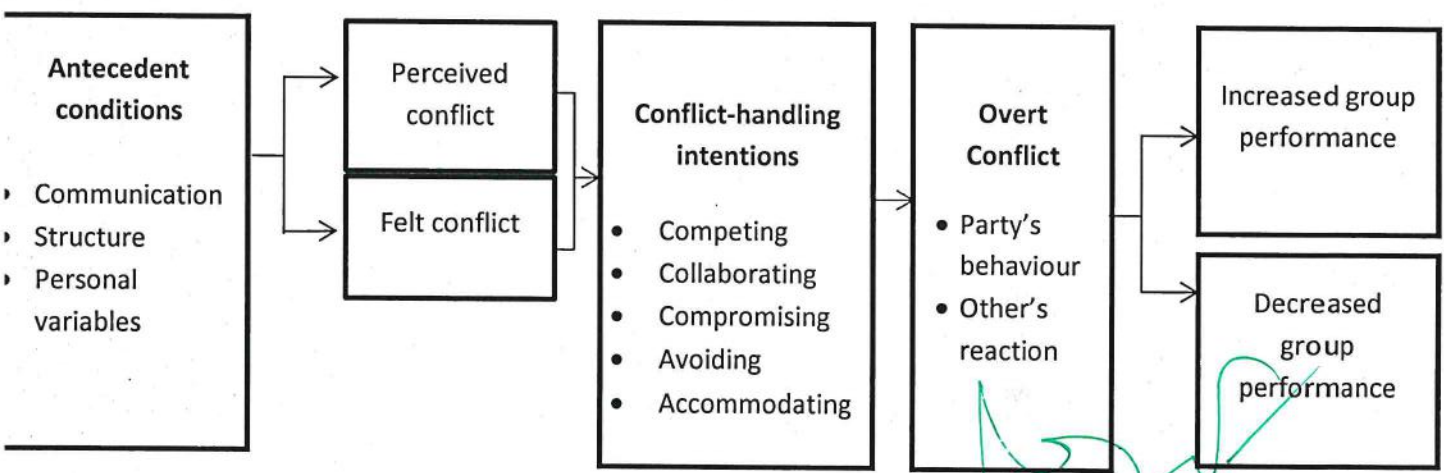 Antecedent
conditions
Communication
Structure
Personal
variables
Perceived
conflict
Felt conflict
Conflict-handling
intentions
• Competing
• Collaborating
• Compromising
• Avoiding
• Accommodating
Overt
Conflict
• Party's
behaviour
• Other's
reaction
Increased group
performance
Decreased
group
performance